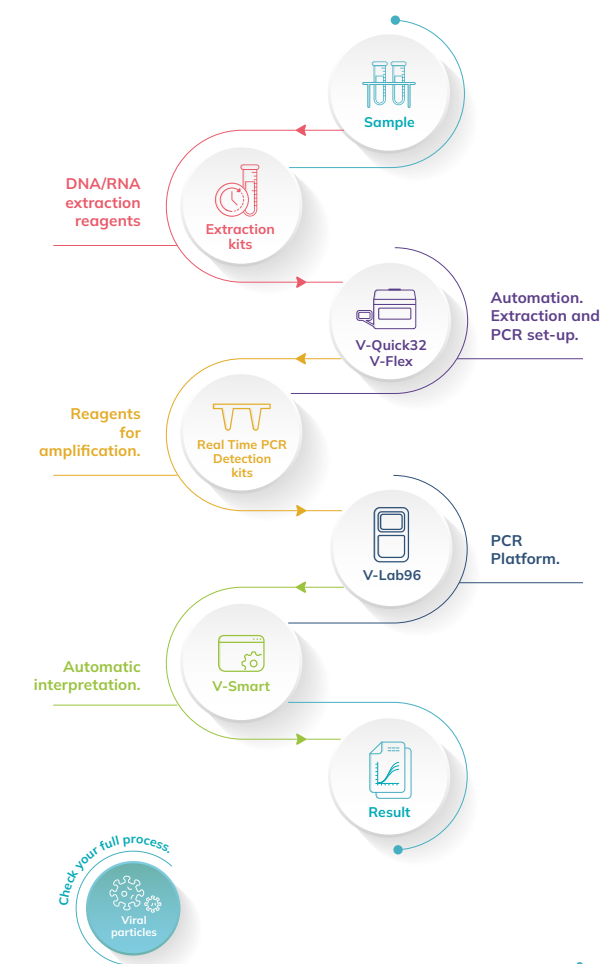 Sample
DNA/RNA
extraction
reagents
Extraction
kits
V-Quick32
V-Flex
Automation.
Extraction and
PCR set-up.
Reagents
for
amplification.
Real Time PCR
Detection
kits
V-Lab96
PCR
Platform.
Automatic
interpretation.
V-Smart
Result
Check your full process.
Viral
particles